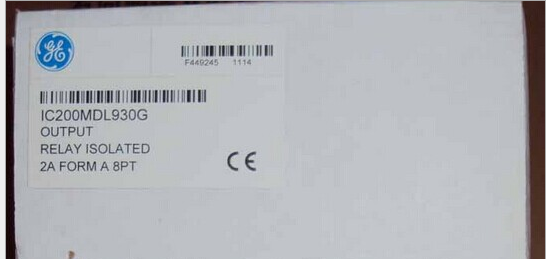 GE
F449245 1114
IC200MDL930G
OUTPUT
RELAY ISOLATED
2A FORM A 8PT
CE